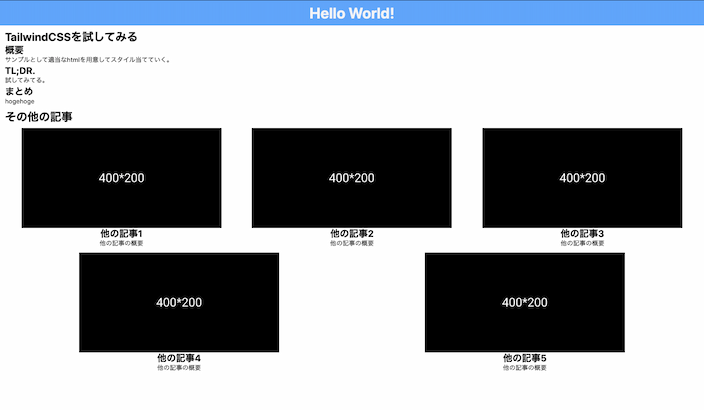 Hello World!
TailwindCSSを試してみる
概要
サンプルとして適当なhtmlを用意してスタイル当てていく。
TL;DR.
試してみてる。
まとめ
hogehoge
その他の記事
400*200
400*200
400*200
他の記事1
他の記事2
他の記事3
他の記事の概要
他の記事の概要
他の記事の概要
400*200
400*200
他の記事4
他の記事5
他の記事の概要
他の記事の概要